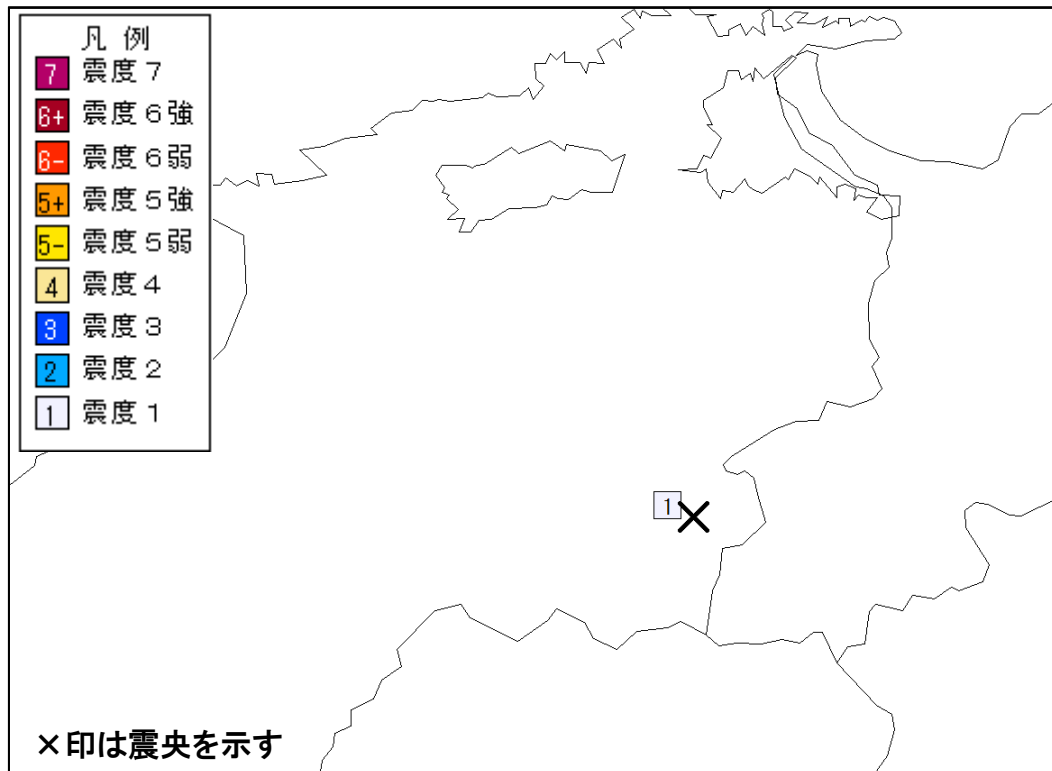 凡 例
7 震度７
6+ 震度６強
6- 震度６弱
5+ 震度５強
5- 震度５弱
4 震度４
3 震度３
2 震度２
1 震度１
1
×印は震央を示す